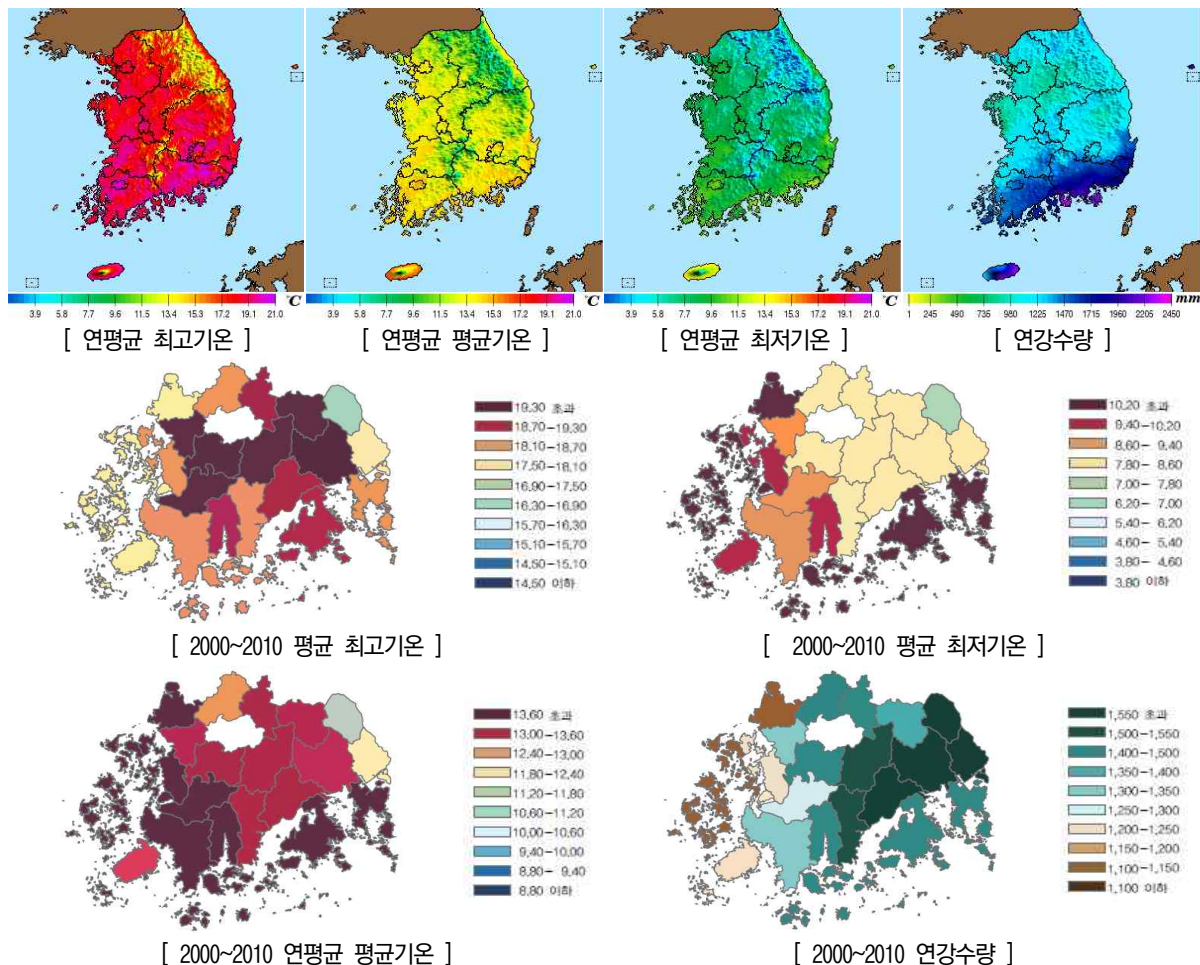 3.9 5.8 7.7 9.6 11.5 13.4 15.3 17.2 19.1 21.0 °C
3.9 5.8 7.7 9.6 11.5 13.4 15.3 17.2 19.1 21.0 °C
3.9 5.8 7.7 9.6 11.5 13.4 15.3 17.2 19.1 21.0 °C
1 245 490 735 980 1225 1470 1715 1960 2205 2450 mm
[ 연평균 최고기온 ]
[ 연평균 평균기온 ]
[ 연평균 최저기온 ]
[ 연강수량 ]
19.30 초과
18.70-19.30
18.10-18.70
17.50-18.10
16.90-17.50
16.30-16.90
15.70-16.30
15.10-15.70
14.50-15.10
14.50 이하
[ 2000~2010 평균 최고기온 ]
10.20 초과
9.40-10.20
8.60- 9.40
7.80- 8.60
7.00- 7.80
6.20- 7.00
5.40- 6.20
4.60- 5.40
3.80- 4.60
3.80 이하
[ 2000~2010 평균 최저기온 ]
13.60 초과
13.00-13.60
12.40-13.00
11.80-12.40
11.20-11.80
10.60-11.20
10.00-10.60
9.40-10.00
8.80- 9.40
8.80 이하
[ 2000~2010 연평균 평균기온 ]
1,550 초과
1,500-1,550
1,400-1,500
1,350-1,400
1,300-1,350
1,250-1,300
1,200-1,250
1,150-1,200
1,100-1,150
1,100 이하
[ 2000~2010 연강수량 ]